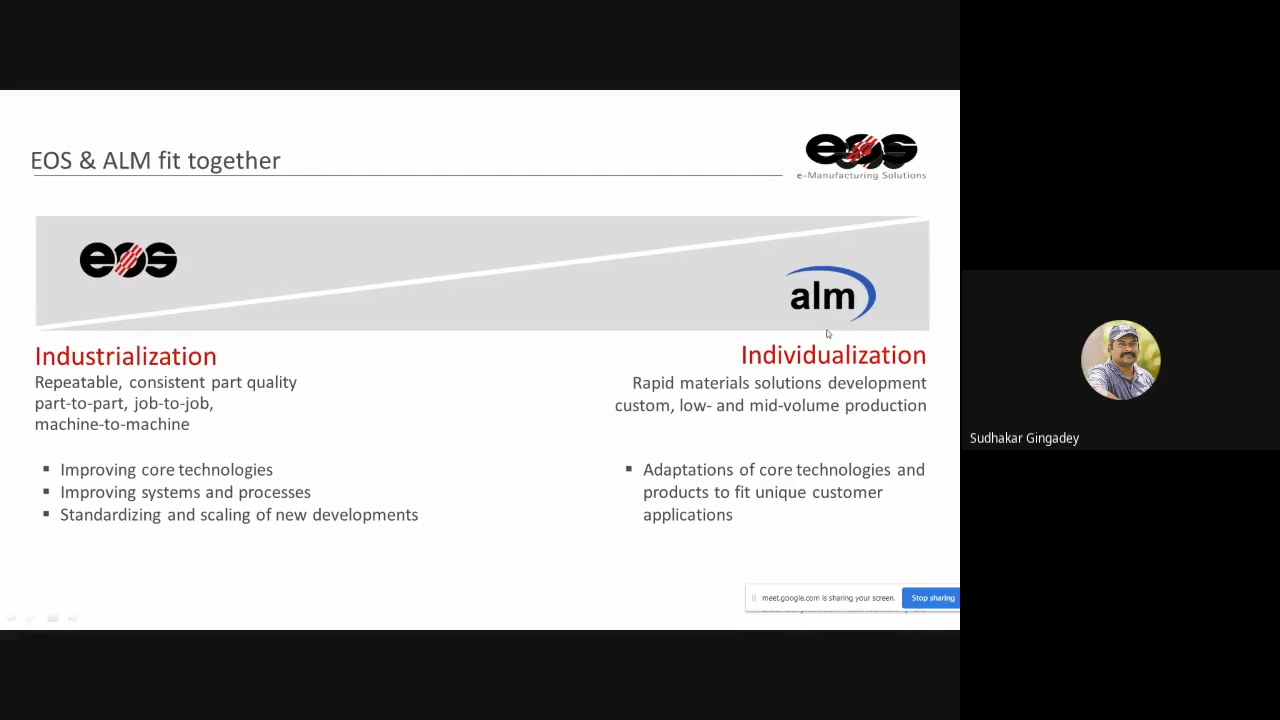 EOS & ALM fit together
eos
e-Manufacturing Solutions
eos
alm
Industrialization
Repeatable, consistent part quality
part-to-part, job-to-job,
machine-to-machine
Improving core technologies
Improving systems and processes
Standardizing and scaling of new developments
Individualization
Rapid materials solutions development
custom, low- and mid-volume production
Adaptations of core technologies and
products to fit unique customer
applications
meet.google.com is sharing your screen.
Stop sharing
Sudhakar Gingadey